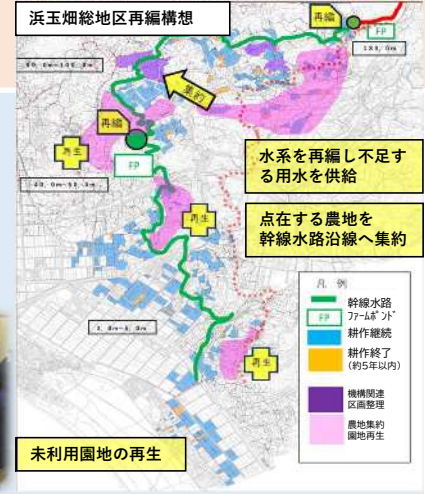 浜玉畑総地区再編構想
再編
FP
183.0m
集約
再編
再生
FP
水系を再編し不足す
る用水を供給
再生
点在する農地を
幹線水路沿線へ集約
凡 例
幹線水路
FP ファームポンド
耕作継続
耕作終了
(約5年以内)
再生
機構関連
区画整理
農地集約
園地再生
未利用園地の再生